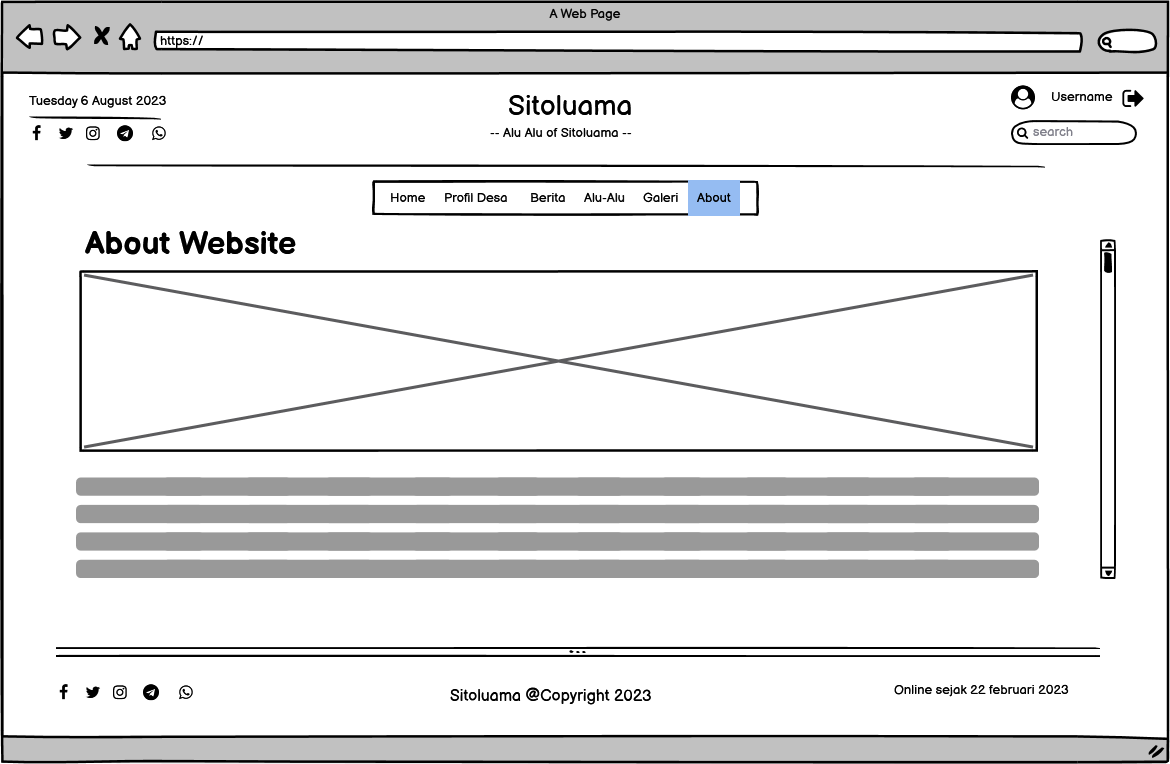 A Web Page
https://
Tuesday 6 August 2023
Sitoluama
-- Alu Alu of Sitoluama --
Username
search
Home Profil Desa Berita Alu-Alu Galeri About
About Website
Sitoluama @Copyright 2023
Online sejak 22 februari 2023